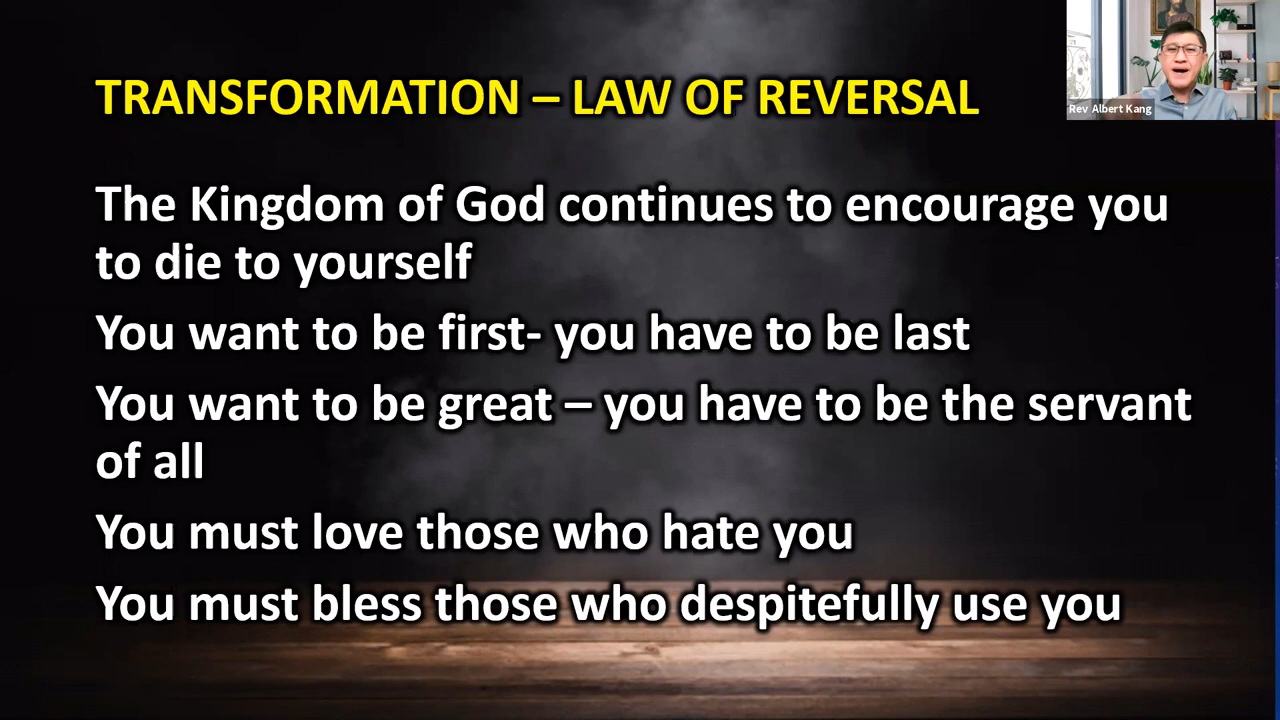 TRANSFORMATION – LAW OF REVERSAL
Rev Albert Kang
The Kingdom of God continues to encourage you
to die to yourself
You want to be first- you have to be last
You want to be great – you have to be the servant
of all
You must love those who hate you
You must bless those who despitefully use you